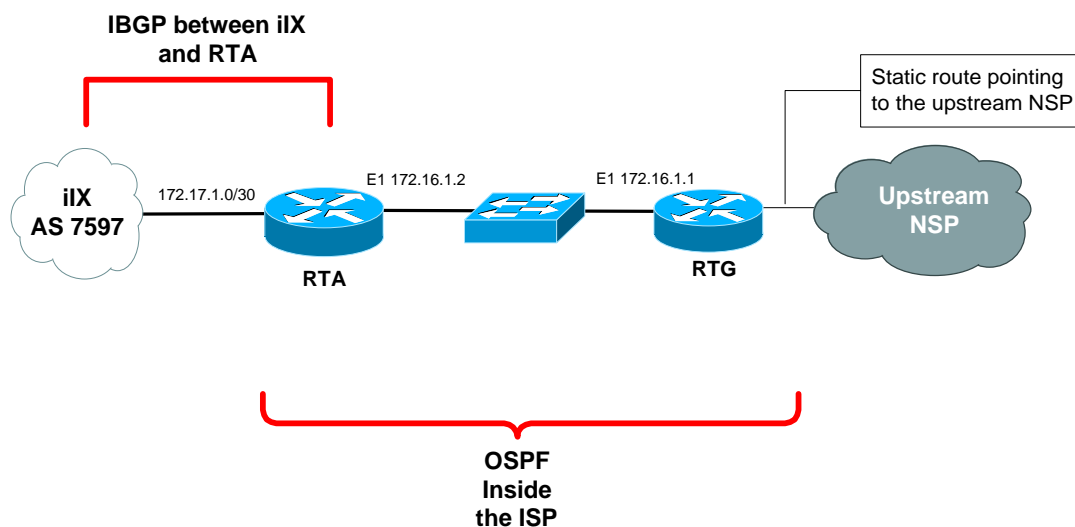 IBGP between iIX
and RTA
Static route pointing
to the upstream NSP
iIX
AS 7597
172.17.1.0/30
E1 172.16.1.2
E1 172.16.1.1
Upstream
NSP
RTA
RTG
OSPF
Inside
the ISP